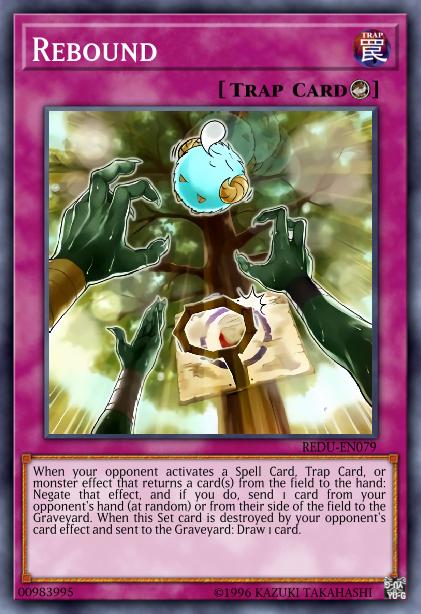 REBOUND
TRAP
罠
[TRAP CARD]
REDU-EN079
When your opponent activates a Spell Card, Trap Card, or
monster effect that returns a card(s) from the field to the hand:
Negate that effect, and if you do, send 1 card from your
opponent's hand (at random) or from their side of the field to the
Graveyard. When this Set card is destroyed by your opponent's
card effect and sent to the Graveyard: Draw 1 card.
00983995
©1996 KAZUKI TAKAHASHI